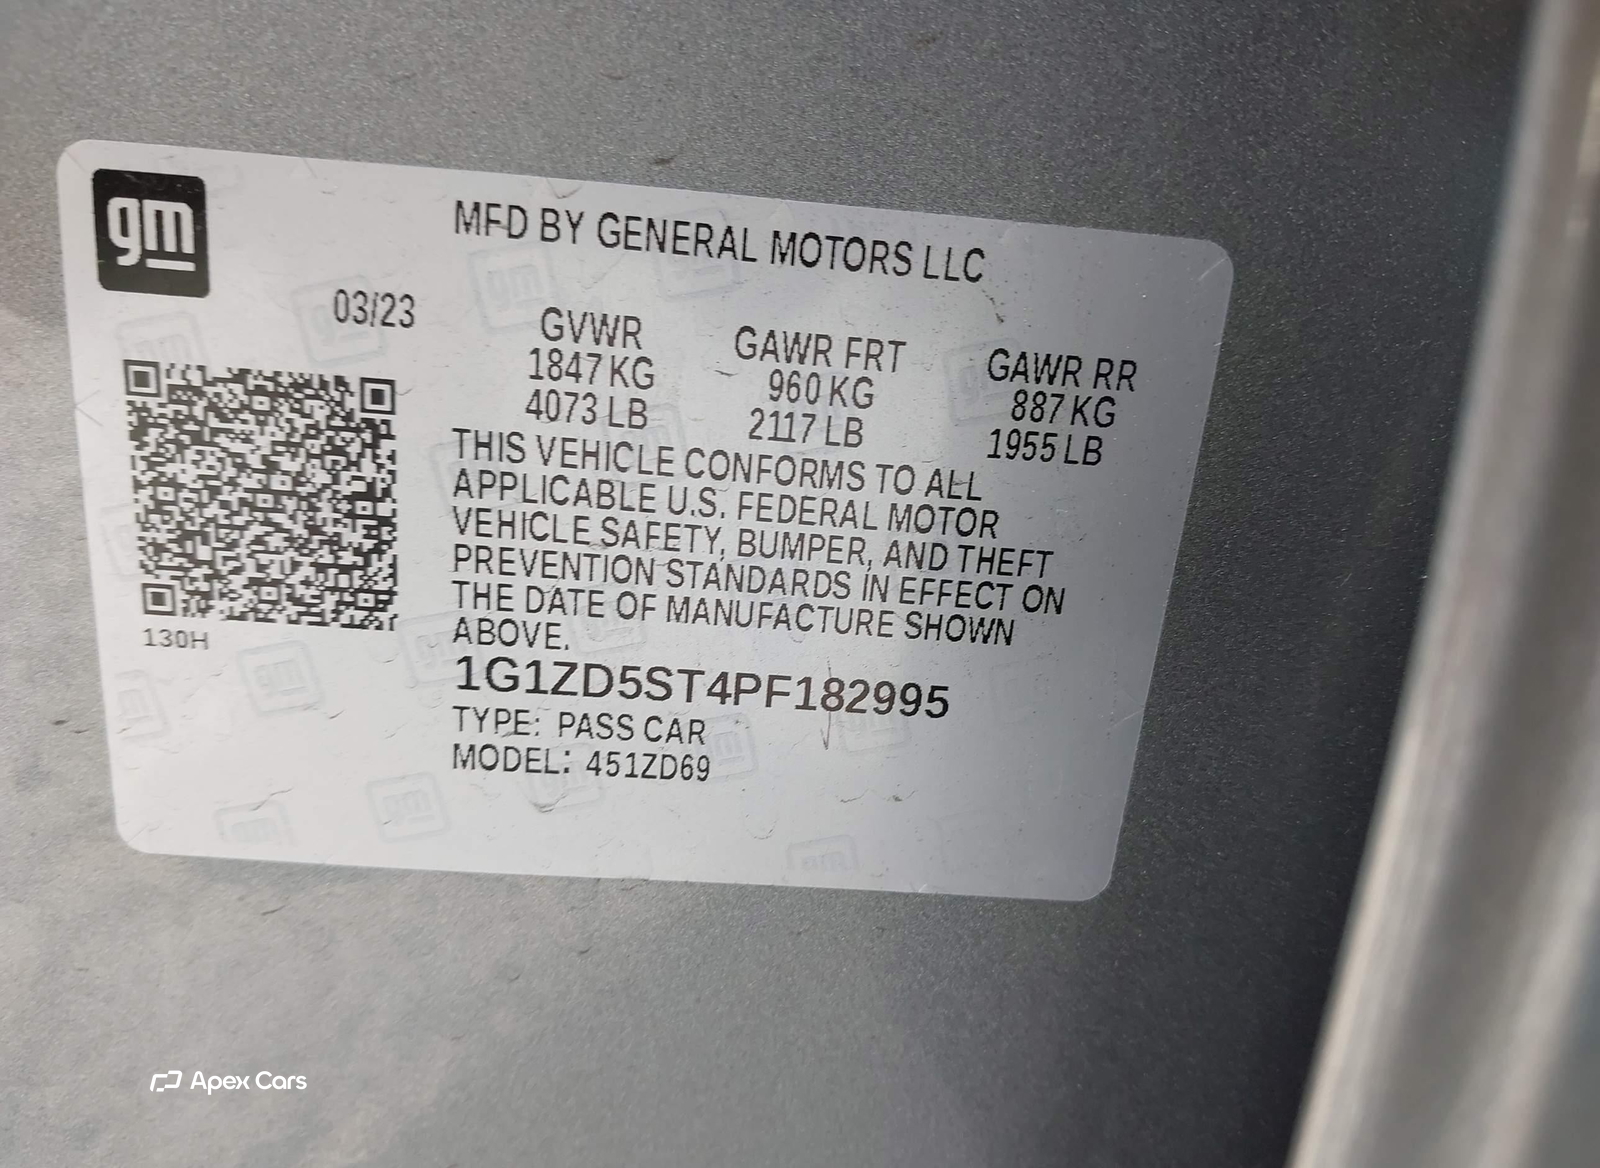 gm
MFD BY GENERAL MOTORS LLC
03/23
GVWR GAWR FRT GAWR RR
1847 KG 960 KG 887 KG
4073 LB 2117 LB 1955 LB
THIS VEHICLE CONFORMS TO ALL
APPLICABLE U.S. FEDERAL MOTOR
VEHICLE SAFETY, BUMPER, AND THEFT
PREVENTION STANDARDS IN EFFECT ON
THE DATE OF MANUFACTURE SHOWN
ABOVE.
130H
1G1ZD5ST4PF182995
TYPE: PASS CAR
MODEL: 451ZD69
Apex Cars